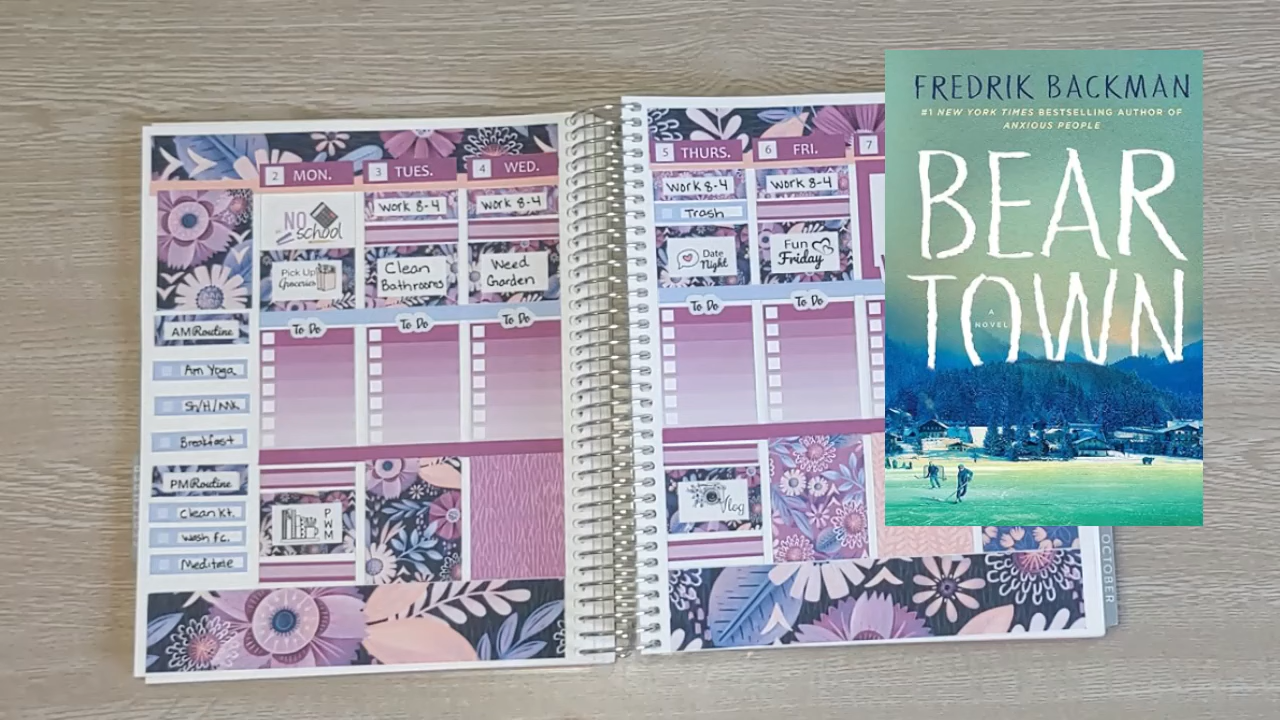 2 MON.
3 TUES.
4 WED.
NO
School
Work 8-4
Work 8-4
Pick Up
Groceries
Clean
Bathrooms
Weed
Garden
To Do
To Do
To Do
AM Routine
Am Yoga
Breakfast
PM Routine
Clean Kt.
Wash fc.
Meditate
P
W
M
5 THURS.
6 FRI.
7
Work 8-4
Work 8-4
Trash
Date
Night
Fun
Friday
To Do
To Do
Vlog
OCTOBER
FREDRIK BACKMAN
#1 NEW YORK TIMES BESTSELLING AUTHOR OF
ANXIOUS PEOPLE
BEAR
TOWN
A
NOVEL